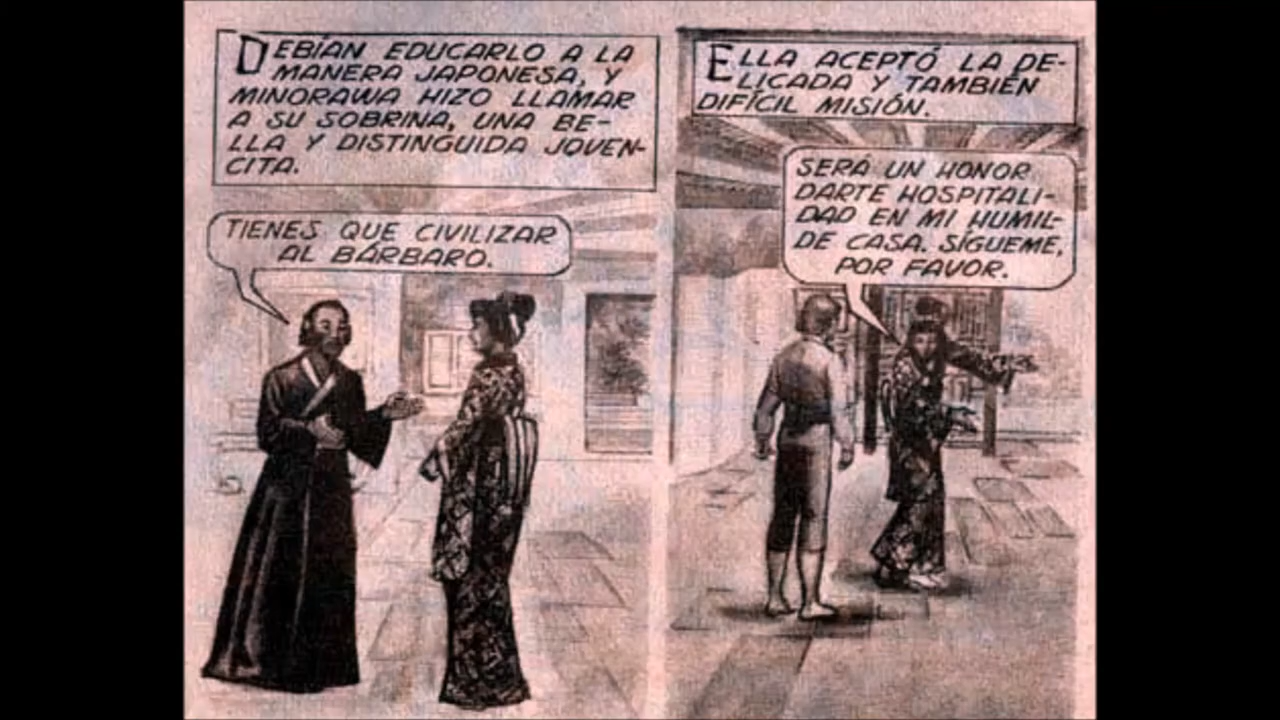 DEBÍAN EDUCARLO A LA
MANERA JAPONESA, Y
MINORAWA HIZO LLAMAR
A SU SOBRINA, UNA BE-
LLA Y DISTINGUIDA JOVEN-
CITA.
TIENES QUE CIVILIZAR
AL BÁRBARO.
ELLA ACEPTÓ LA DE-
LICADA Y TAMBIÉN
DIFÍCIL MISIÓN.
SERÁ UN HONOR
DARTE HOSPITALI-
DAD EN MI HUMIL-
DE CASA. SÍGUEME,
POR FAVOR.